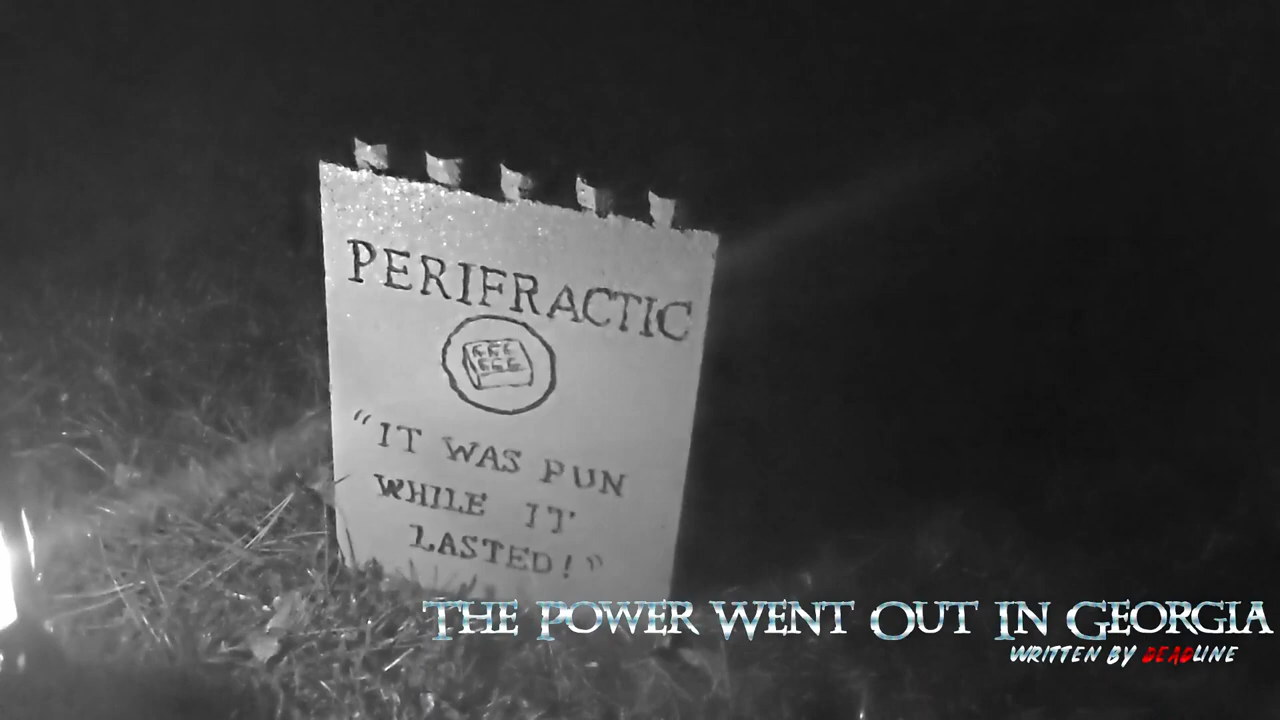 PERIFRACTIC
"IT WAS PUN
WHILE IT
LASTED!"
THE POWER WENT OUT IN GEORGIA
WRITTEN BY DEADLINE